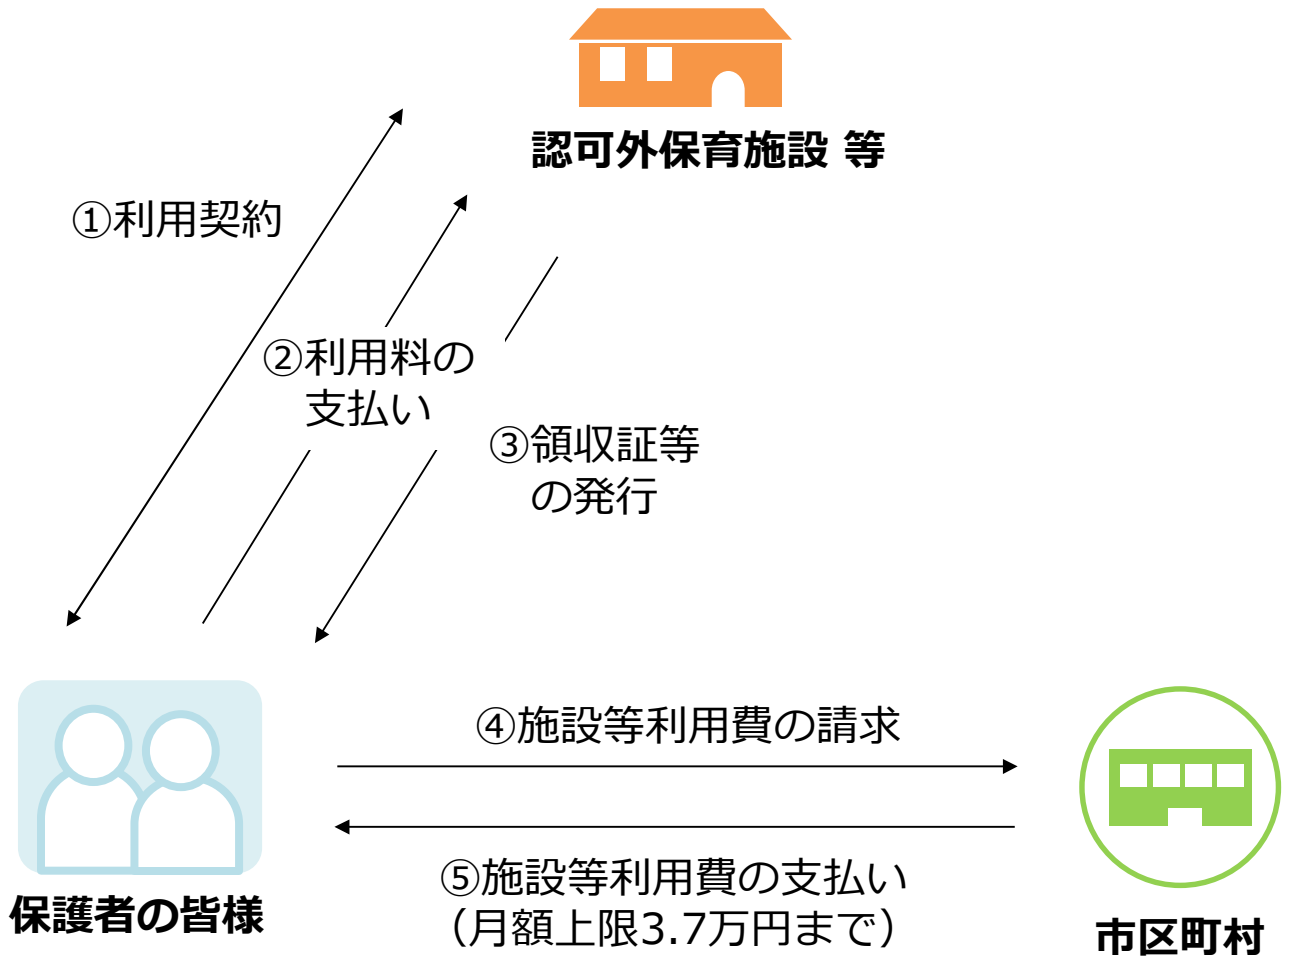 認可外保育施設 等
①利用契約
②利用料の
支払い
③領収証等
の発行
④施設等利用費の請求
⑤施設等利用費の支払い
（月額上限3.7万円まで）
保護者の皆様
市区町村